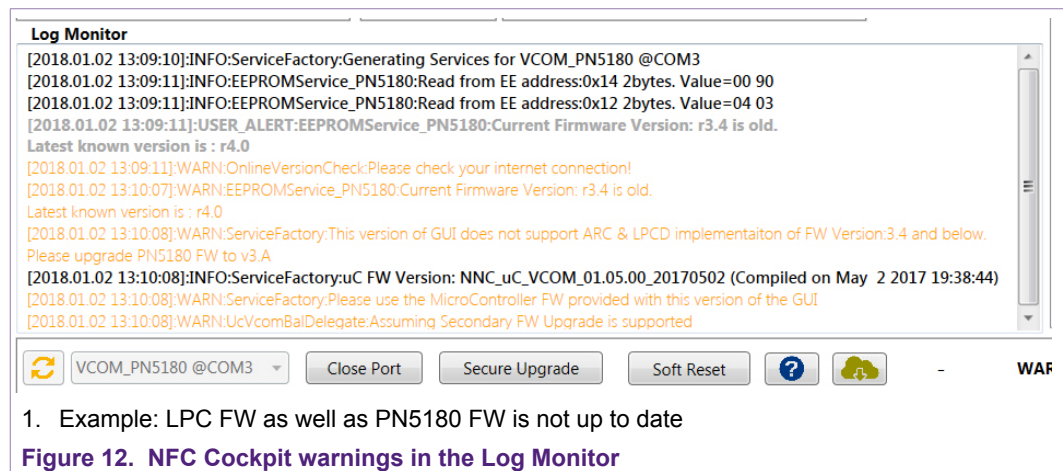 Log Monitor
[2018.01.02 13:09:10]:INFO:ServiceFactory:Generating Services for VCOM_PN5180 @COM3
[2018.01.02 13:09:11]:INFO:EEPROMService_PN5180:Read from EE address:0x14 2bytes. Value=00 90
[2018.01.02 13:09:11]:INFO:EEPROMService_PN5180:Read from EE address:0x12 2bytes. Value=04 03
[2018.01.02 13:09:11]:USER_ALERT:EEPROMService_PN5180:Current Firmware Version: r3.4 is old.
Latest known version is : r4.0
[2018.01.02 13:09:11]:WARN:OnlineVersionCheck:Please check your internet connection!
[2018.01.02 13:10:07]:WARN:EEPROMService_PN5180:Current Firmware Version: r3.4 is old.
Latest known version is : r4.0
[2018.01.02 13:10:08]:WARN:ServiceFactory:This version of GUI does not support ARC & LPCD implementaiton of FW Version:3.4 and below.
Please upgrade PN5180 FW to v3.A
[2018.01.02 13:10:08]:INFO:ServiceFactory:uC FW Version: NNC_uC_VCOM_01.05.00_20170502 (Compiled on May  2 2017 19:38:44)
[2018.01.02 13:10:08]:WARN:ServiceFactory:Please use the MicroController FW provided with this version of the GUI
[2018.01.02 13:10:08]:WARN:UcVcomBalDelegate:Assuming Secondary FW Upgrade is supported
VCOM_PN5180 @COM3 Close Port Secure Upgrade Soft Reset ? - WAR
1. Example: LPC FW as well as PN5180 FW is not up to date
Figure 12. NFC Cockpit warnings in the Log Monitor